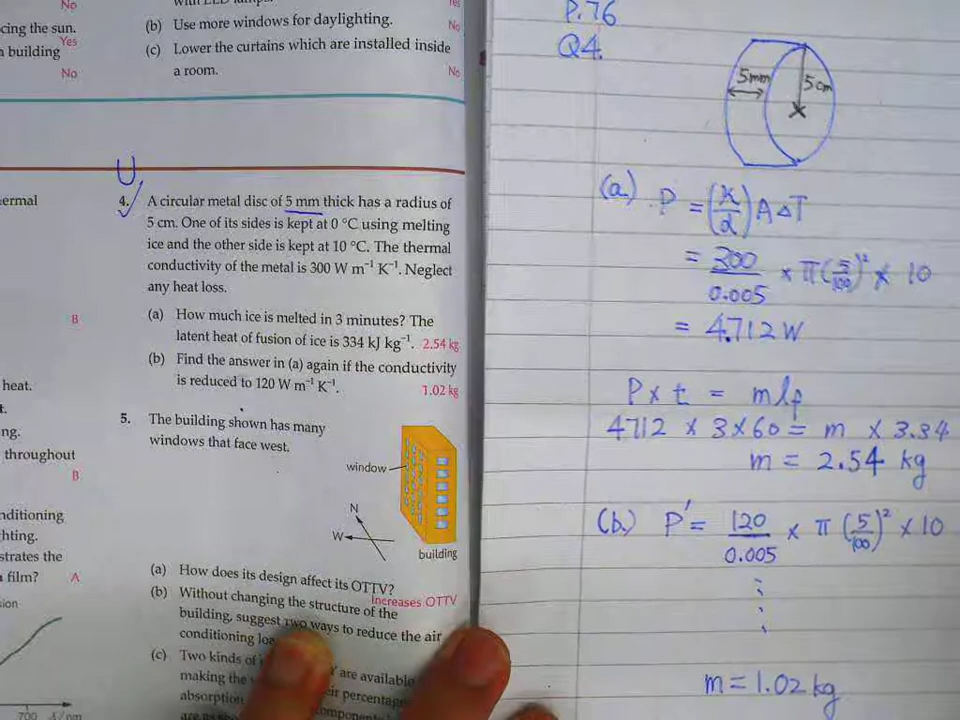 No
cing the sun.
Yes
building
No
(b) Use more windows for daylighting.
No
(c) Lower the curtains which are installed inside
a room.
No
ermal
B
heat.
t.
ng.
throughout
B
nditioning
hting.
strates the
film? A
sion
700 λ/nm
U
4. A circular metal disc of 5 mm thick has a radius of
5 cm. One of its sides is kept at 0 °C using melting
ice and the other side is kept at 10 °C. The thermal
conductivity of the metal is 300 W m⁻¹ K⁻¹. Neglect
any heat loss.
(a) How much ice is melted in 3 minutes? The
latent heat of fusion of ice is 334 kJ kg⁻¹. 2.54 kg
(b) Find the answer in (a) again if the conductivity
is reduced to 120 W m⁻¹ K⁻¹. 1.02 kg
5. The building shown has many
windows that face west.
window
N
W
building
(a) How does its design affect its OTTV?
Increases OTTV
(b) Without changing the structure of the
building, suggest two ways to reduce the air
conditioning
(c) Two kinds of are available
making the percentage
absorption components
P.76
Q4.
5mm
5cm
(a) P = (K/d) A ΔT
= 300/0.005 × π(5/100)² × 10
= 4712 W
P × t = mlf
4712 × 3×60 = m × 3.34
m = 2.54 kg
(b.) P' = 120/0.005 × π (5/100)² × 10
m = 1.02 kg